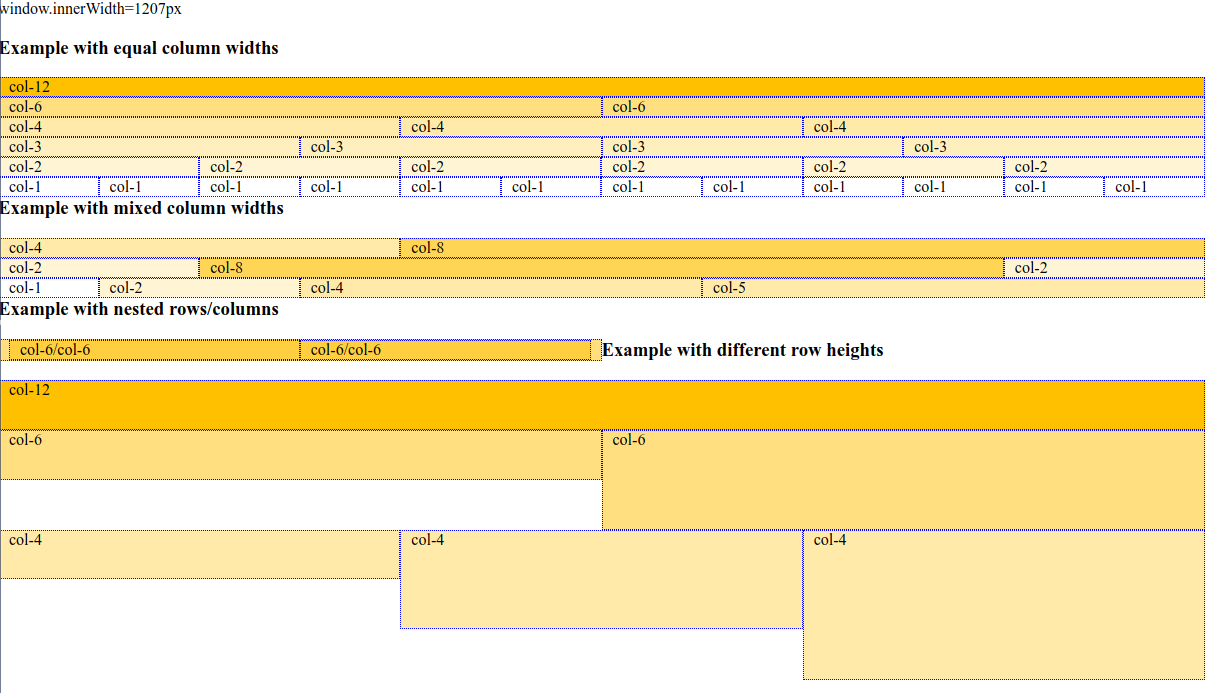 window.innerWidth=1207px
Example with equal column widths
col-12
col-6 col-6
col-4 col-4 col-4
col-3 col-3 col-3 col-3
col-2 col-2 col-2 col-2 col-2 col-2
col-1 col-1 col-1 col-1 col-1 col-1 col-1 col-1 col-1 col-1 col-1 col-1
Example with mixed column widths
col-4 col-8
col-2 col-8 col-2
col-1 col-2 col-4 col-5
Example with nested rows/columns
col-6/col-6 col-6/col-6 Example with different row heights
col-12
col-6 col-6
col-4 col-4 col-4